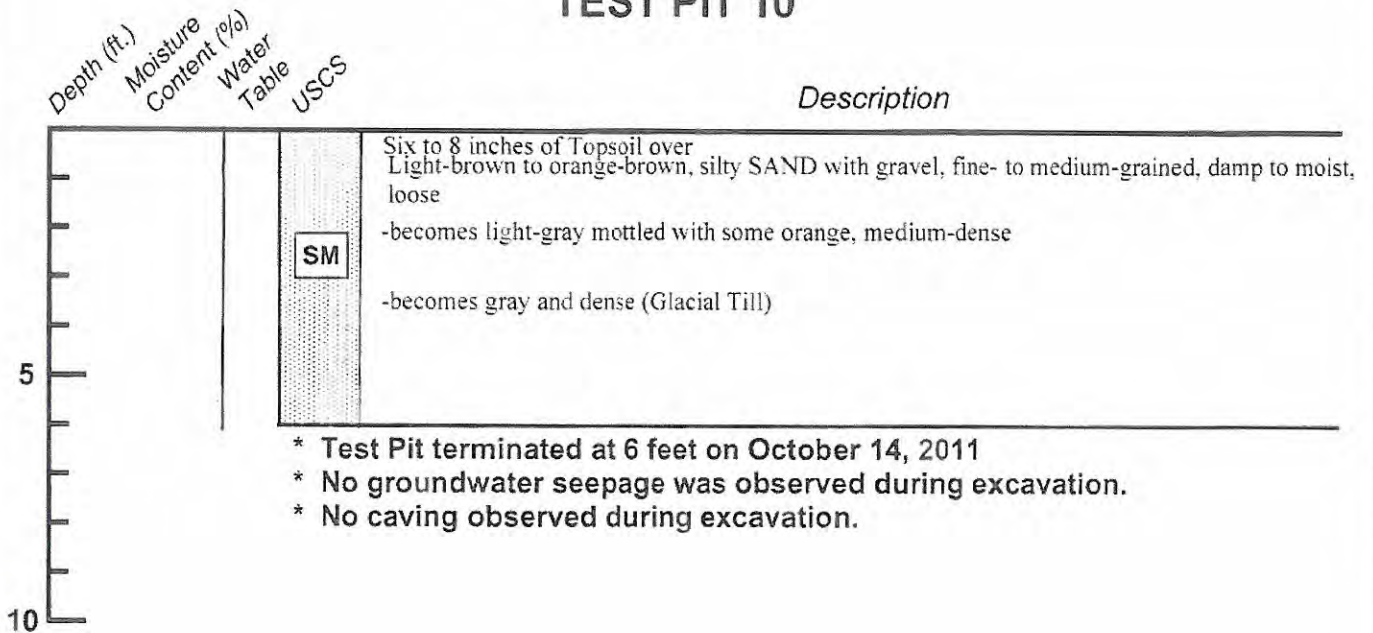 TEST PIT 10
Depth (ft.)
Moisture
Content (%)
Water
Table
USCS
Description
Six to 8 inches of Topsoil over
Light-brown to orange-brown, silty SAND with gravel, fine- to medium-grained, damp to moist,
loose
-becomes light-gray mottled with some orange, medium-dense
SM
-becomes gray and dense (Glacial Till)
5
* Test Pit terminated at 6 feet on October 14, 2011
* No groundwater seepage was observed during excavation.
* No caving observed during excavation.
10